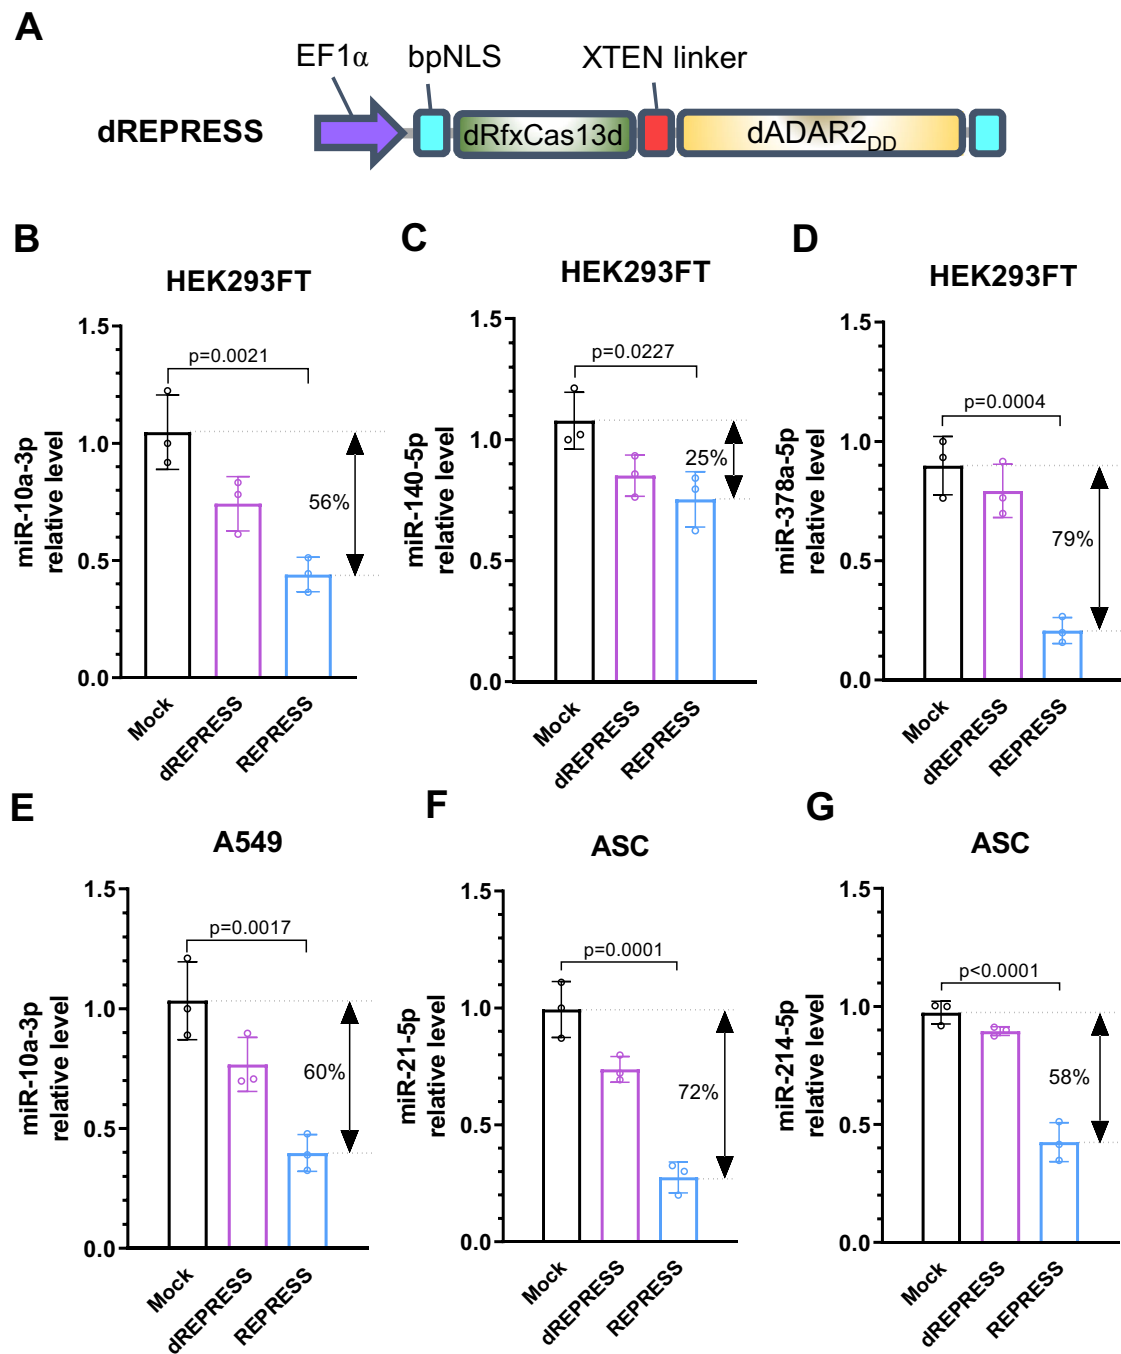 A
EF1α bpNLS XTEN linker
dREPRESS
dRfxCas13d
dADAR2DD
B
HEK293FT
miR-10a-3p
relative level
1.5
1.0
0.5
0.0
p=0.0021
56%
Mock
dREPRESS
REPRESS
C
HEK293FT
miR-140-5p
relative level
1.5
1.0
0.5
0.0
p=0.0227
25%
Mock
dREPRESS
REPRESS
D
HEK293FT
miR-378a-5p
relative level
1.5
1.0
0.5
0.0
p=0.0004
79%
Mock
dREPRESS
REPRESS
E
A549
miR-10a-3p
relative level
1.5
1.0
0.5
0.0
p=0.0017
60%
Mock
dREPRESS
REPRESS
F
ASC
miR-21-5p
relative level
1.5
1.0
0.5
0.0
p=0.0001
72%
Mock
dREPRESS
REPRESS
G
ASC
miR-214-5p
relative level
1.5
1.0
0.5
0.0
p<0.0001
58%
Mock
dREPRESS
REPRESS